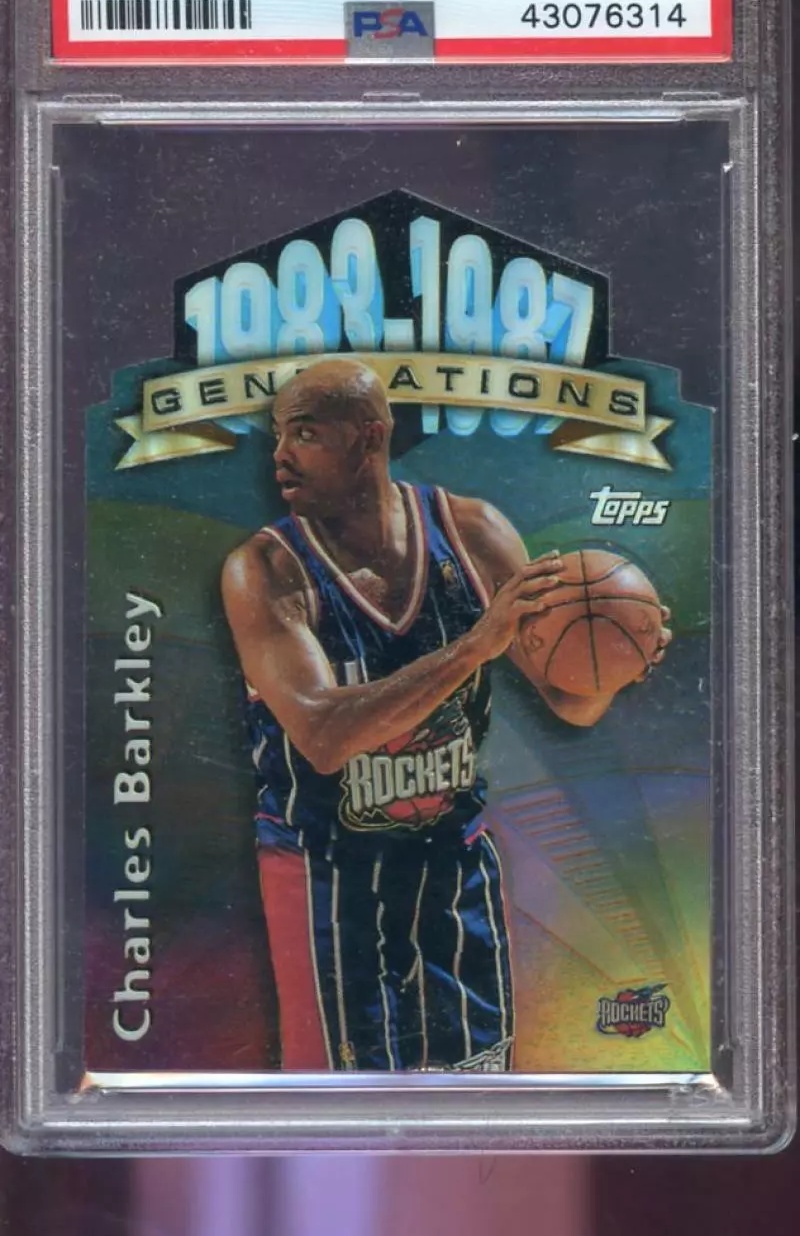 PSA
43076314
1983-1987
GENERATIONS
TOPPS
Charles Barkley
ROCKETS
ROCKETS